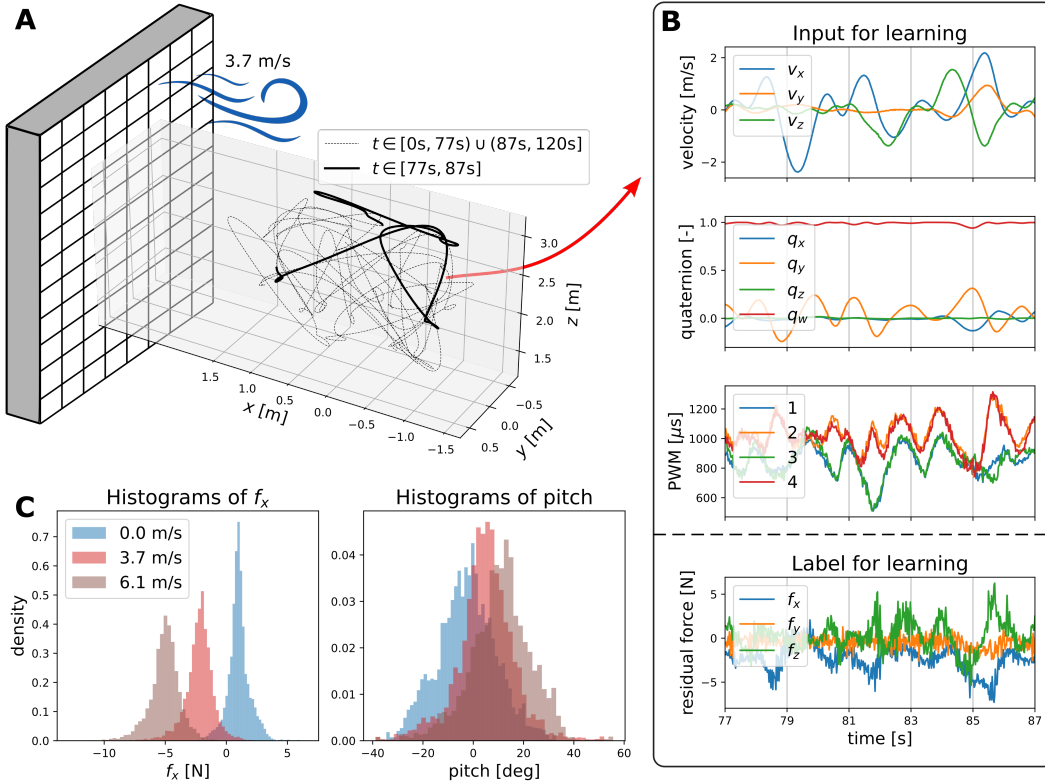 A
3.7 m/s
t ∈ [0s, 77s) ∪ (87s, 120s]
t ∈ [77s, 87s]
3.0
2.5
2.0
1.5
z [m]
1.5
1.0
0.5
0.0
−0.5
−1.0
−1.5
x [m]
−0.5
0.0
0.5
y [m]
B
Input for learning
velocity [m/s]
2
0
−2
v_x
v_y
v_z
quaternion [-]
1.0
0.5
0.0
q_x
q_y
q_z
q_w
PWM [μs]
1200
1000
800
600
1
2
3
4
Label for learning
residual force [N]
5
0
−5
f_x
f_y
f_z
77 79 81 83 85 87
time [s]
C
Histograms of f_x
density
0.7
0.6
0.5
0.4
0.3
0.2
0.1
0.0
0.0 m/s
3.7 m/s
6.1 m/s
−10 −5 0 5
f_x [N]
Histograms of pitch
0.04
0.03
0.02
0.01
0.00
−40 −20 0 20 40 60
pitch [deg]